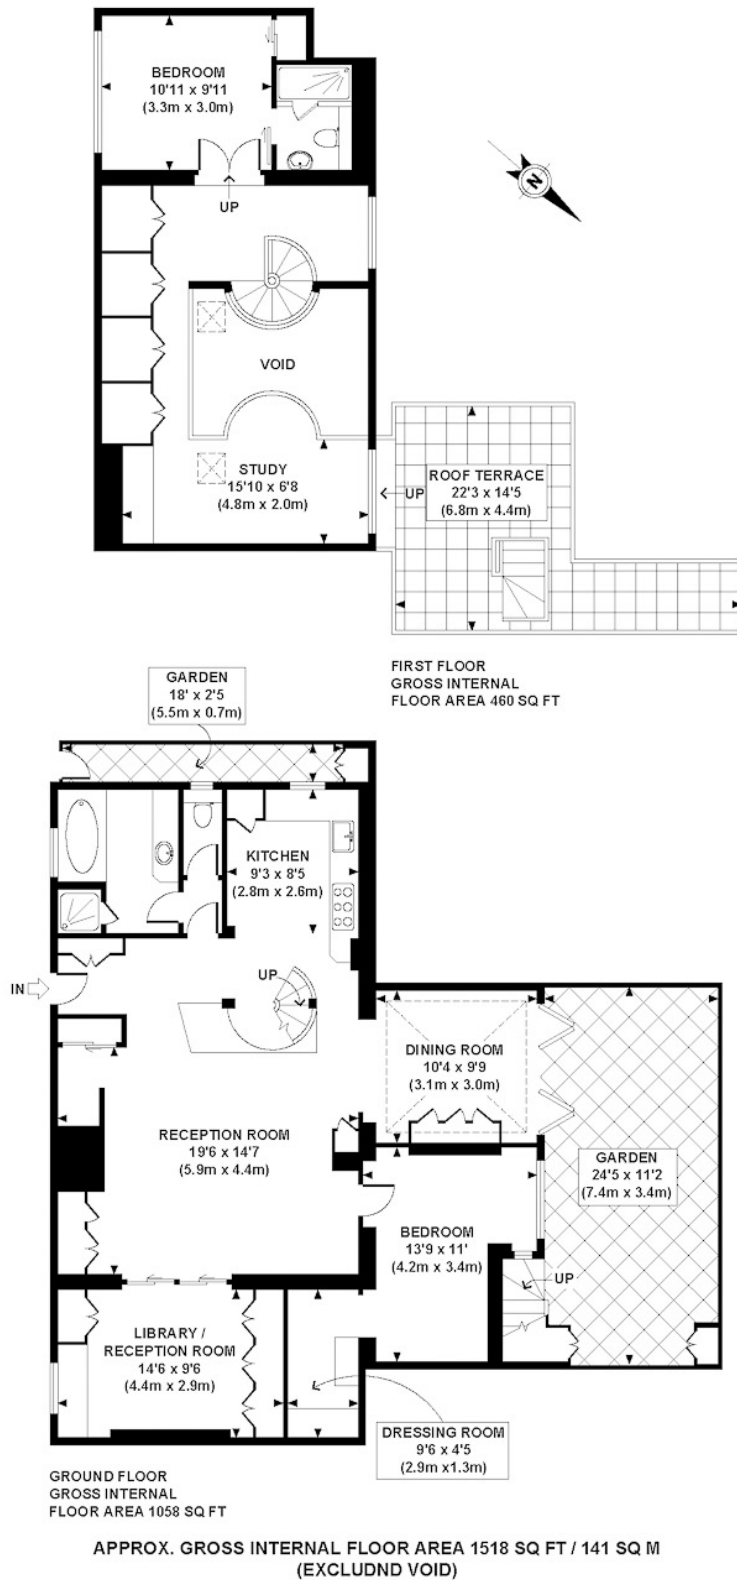 BEDROOM
10'11 x 9'11
(3.3m x 3.0m)
N
UP
VOID
STUDY
15'10 x 6'8
(4.8m x 2.0m)
UP
ROOF TERRACE
22'3 x 14'5
(6.8m x 4.4m)
FIRST FLOOR
GROSS INTERNAL
FLOOR AREA 460 SQ FT
GARDEN
18' x 2'5
(5.5m x 0.7m)
KITCHEN
9'3 x 8'5
(2.8m x 2.6m)
IN
UP
DINING ROOM
10'4 x 9'9
(3.1m x 3.0m)
RECEPTION ROOM
19'6 x 14'7
(5.9m x 4.4m)
GARDEN
24'5 x 11'2
(7.4m x 3.4m)
BEDROOM
13'9 x 11'
(4.2m x 3.4m)
UP
LIBRARY /
RECEPTION ROOM
14'6 x 9'6
(4.4m x 2.9m)
DRESSING ROOM
9'6 x 4'5
(2.9m x1.3m)
GROUND FLOOR
GROSS INTERNAL
FLOOR AREA 1058 SQ FT
APPROX. GROSS INTERNAL FLOOR AREA 1518 SQ FT / 141 SQ M
(EXCLUDND VOID)